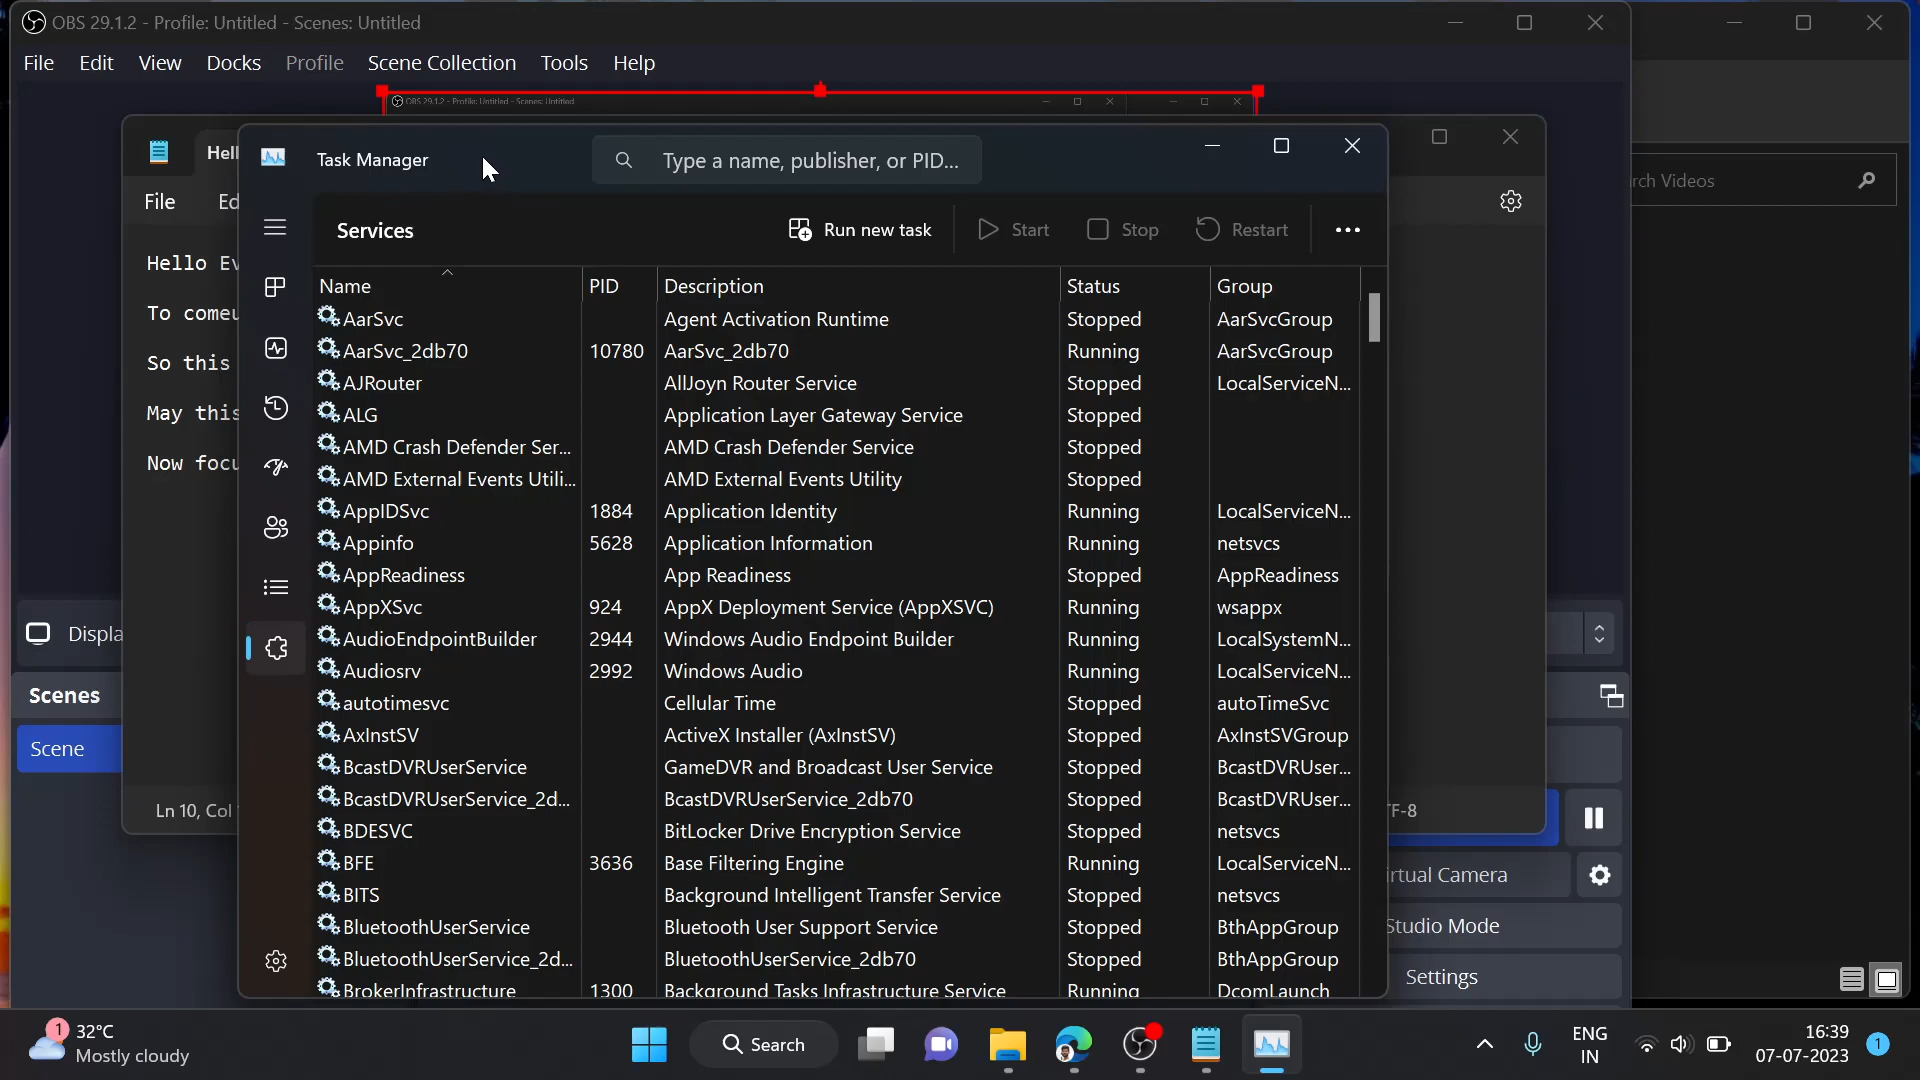 OBS 29.1.2 - Profile: Untitled - Scenes: Untitled
File Edit View Docks Profile Scene Collection Tools Help
OBS 29.1.2 - Profile: Untitled - Scenes: Untitled
Task Manager
Type a name, publisher, or PID...
Videos
File
Services
Run new task
Start
Stop
Restart
Hello
To
So this
May
Now
Name PID Description Status Group
AarSvc Agent Activation Runtime Stopped AarSvcGroup
AarSvc_2db70 10780 AarSvc_2db70 Running AarSvcGroup
AJRouter AllJoyn Router Service Stopped LocalServiceN...
ALG Application Layer Gateway Service Stopped
AMD Crash Defender Ser... AMD Crash Defender Service Stopped
AMD External Events Utili... AMD External Events Utility Stopped
AppIDSvc 1884 Application Identity Running LocalServiceN...
Appinfo 5628 Application Information Running netsvcs
AppReadiness App Readiness Stopped AppReadiness
AppXSvc 924 AppX Deployment Service (AppXSVC) Running wsappx
AudioEndpointBuilder 2944 Windows Audio Endpoint Builder Running LocalSystemN...
Audiosrv 2992 Windows Audio Running LocalServiceN...
autotimesvc Cellular Time Stopped autoTimeSvc
AxInstSV ActiveX Installer (AxInstSV) Stopped AxInstSVGroup
BcastDVRUserService GameDVR and Broadcast User Service Stopped BcastDVRUser...
BcastDVRUserService_2d... BcastDVRUserService_2db70 Stopped BcastDVRUser...
BDESVC BitLocker Drive Encryption Service Stopped netsvcs
BFE 3636 Base Filtering Engine Running LocalServiceN...
BITS Background Intelligent Transfer Service Stopped netsvcs
BluetoothUserService Bluetooth User Support Service Stopped BthAppGroup
BluetoothUserService_2d... BluetoothUserService_2db70 Stopped BthAppGroup
BrokerInfrastructure 1300 Background Tasks Infrastructure Service Running DcomLaunch
Scenes
Scene
Ln 10, Col
Camera
Studio Mode
Settings
1
32°C
Mostly cloudy
Search
ENG
IN
16:39
07-07-2023
1